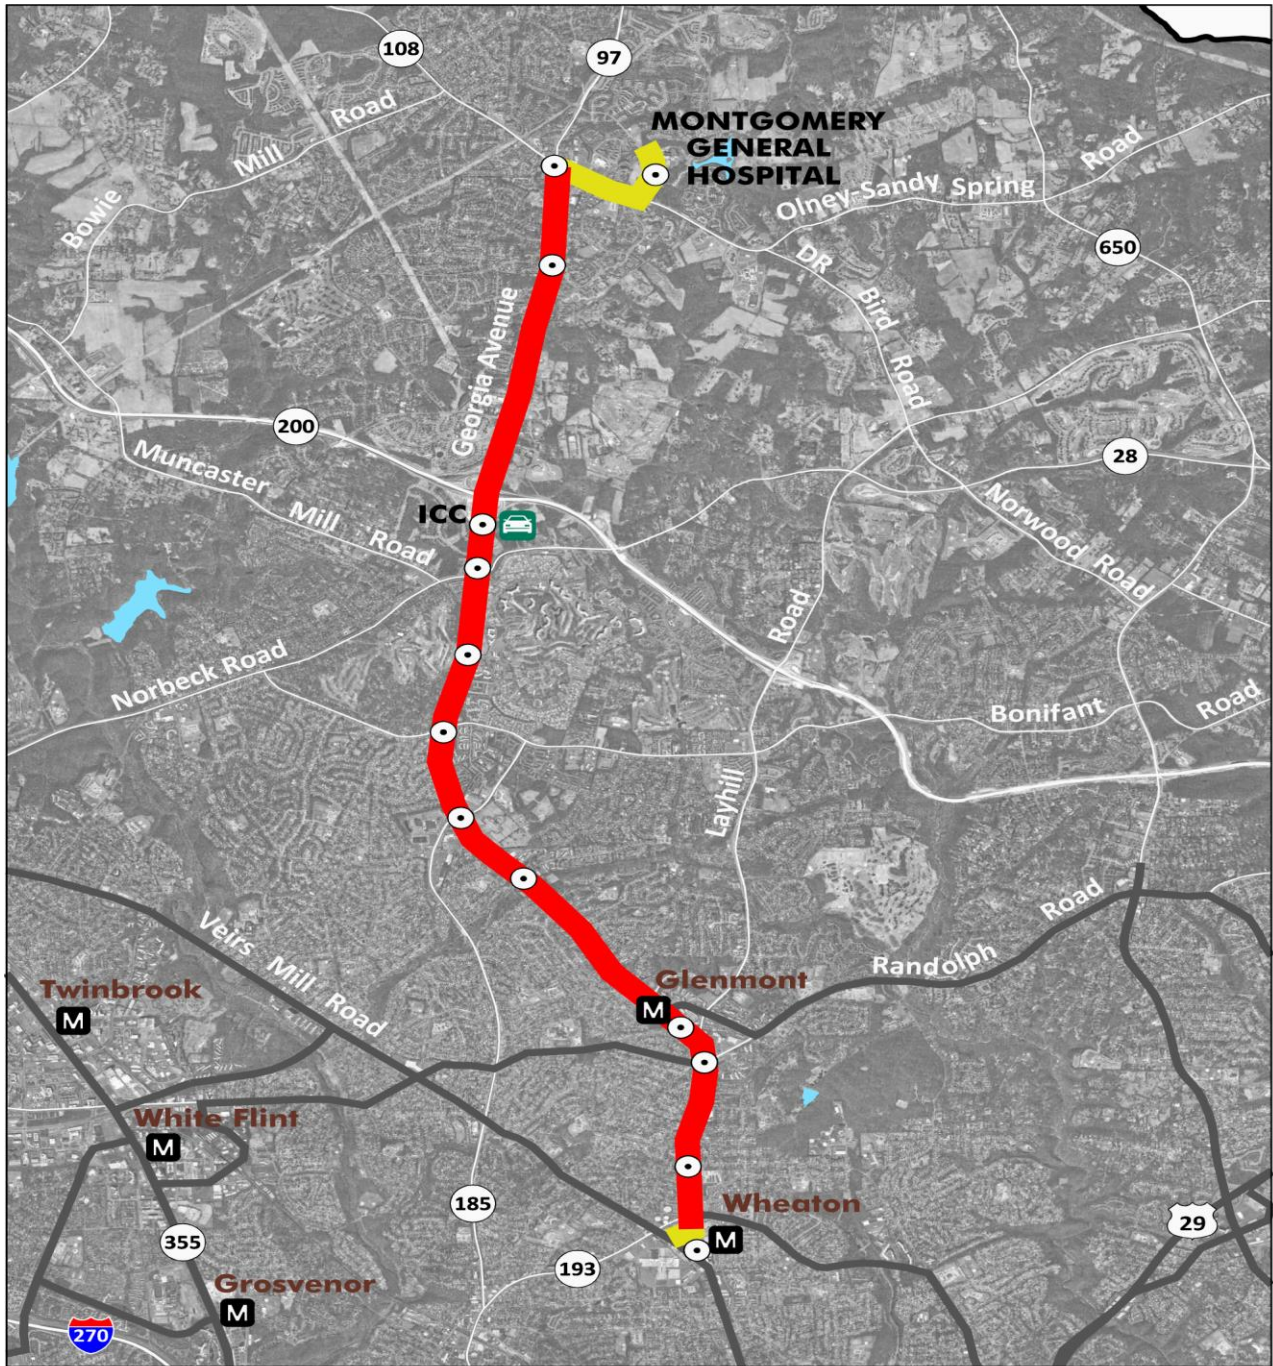 108
97
Mill Road
MONTGOMERY
GENERAL
HOSPITAL
Road
Olney-Sandy Spring
Bowie
650
DR Bird Road
Georgia Avenue
200
28
Muncaster Mill Road
ICC
Norwood Road
Road
Norbeck Road
Bonifant Road
Layhill
Road
Randolph
Veirs Mill Road
Glenmont
Twinbrook
M
M
White Flint
M
185
Wheaton
M
29
355
193
Grosvenor
M
270